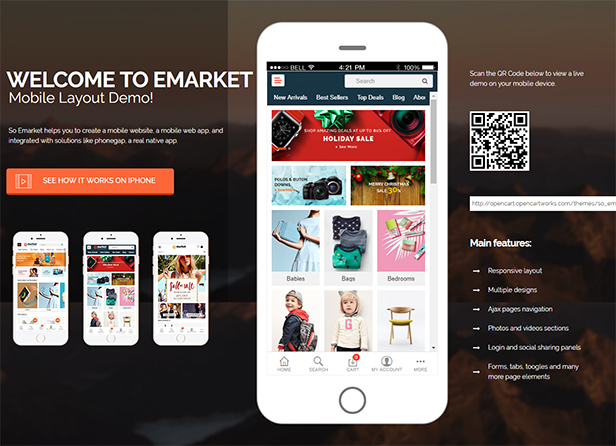 WELCOME TO EMARKET
Mobile Layout Demo!
So Emarket helps you to create a mobile website, a mobile web app, and
integrated with solutions like phonegap, a real native app.
SEE HOW IT WORKS ON IPHONE
BELL
4:21 PM
100%
Search
New Arrivals
Best Sellers
Top Deals
Blog
Abou
SHOP AMAZING DEALS AT UP TO 80% OFF
HOLIDAY SALE
See More
POLOS & BUTON
DOWNS
MERRY CHRISTMAS
SALE 30%
Babies
Bags
Bedrooms
HOME
SEARCH
CART
MY ACCOUNT
MORE
Scan the QR Code below to view a live
demo on your mobile device.
http://opencart.opencartworks.com/themes/so_em
Main features:
Responsive layout
Multiple designs
Ajax pages navigation
Photos and videos sections
Login and social sharing panels
Forms, tabs, toogles and many
more page elements